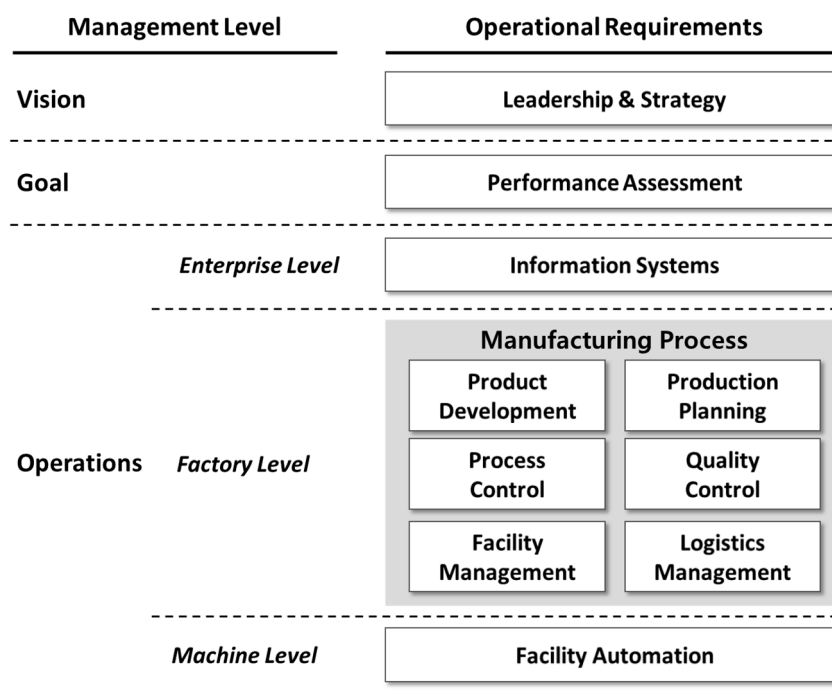 Management Level
Operational Requirements
Vision
Leadership & Strategy
Goal
Performance Assessment
Enterprise Level
Information Systems
Operations
Factory Level
Manufacturing Process
Product
Development
Production
Planning
Process
Control
Quality
Control
Facility
Management
Logistics
Management
Machine Level
Facility Automation